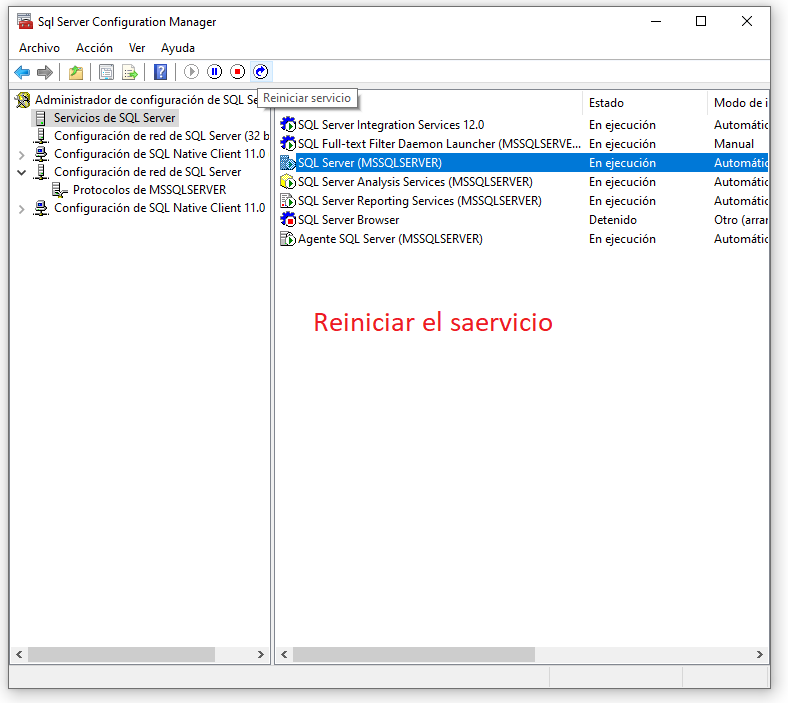 Sql Server Configuration Manager
Archivo Acción Ver Ayuda
Reiniciar servicio
Administrador de configuración de SQL Se
Servicios de SQL Server
Configuración de red de SQL Server (32 b
Configuración de SQL Native Client 11.0
Configuración de red de SQL Server
Protocolos de MSSQLSERVER
Configuración de SQL Native Client 11.0
Estado Modo de i
SQL Server Integration Services 12.0 En ejecución Automátic
SQL Full-text Filter Daemon Launcher (MSSQLSERVE... En ejecución Manual
SQL Server (MSSQLSERVER) En ejecución Automátic
SQL Server Analysis Services (MSSQLSERVER) En ejecución Automátic
SQL Server Reporting Services (MSSQLSERVER) En ejecución Automátic
SQL Server Browser Detenido Otro (arran
Agente SQL Server (MSSQLSERVER) En ejecución Automátic
Reiniciar el saervicio